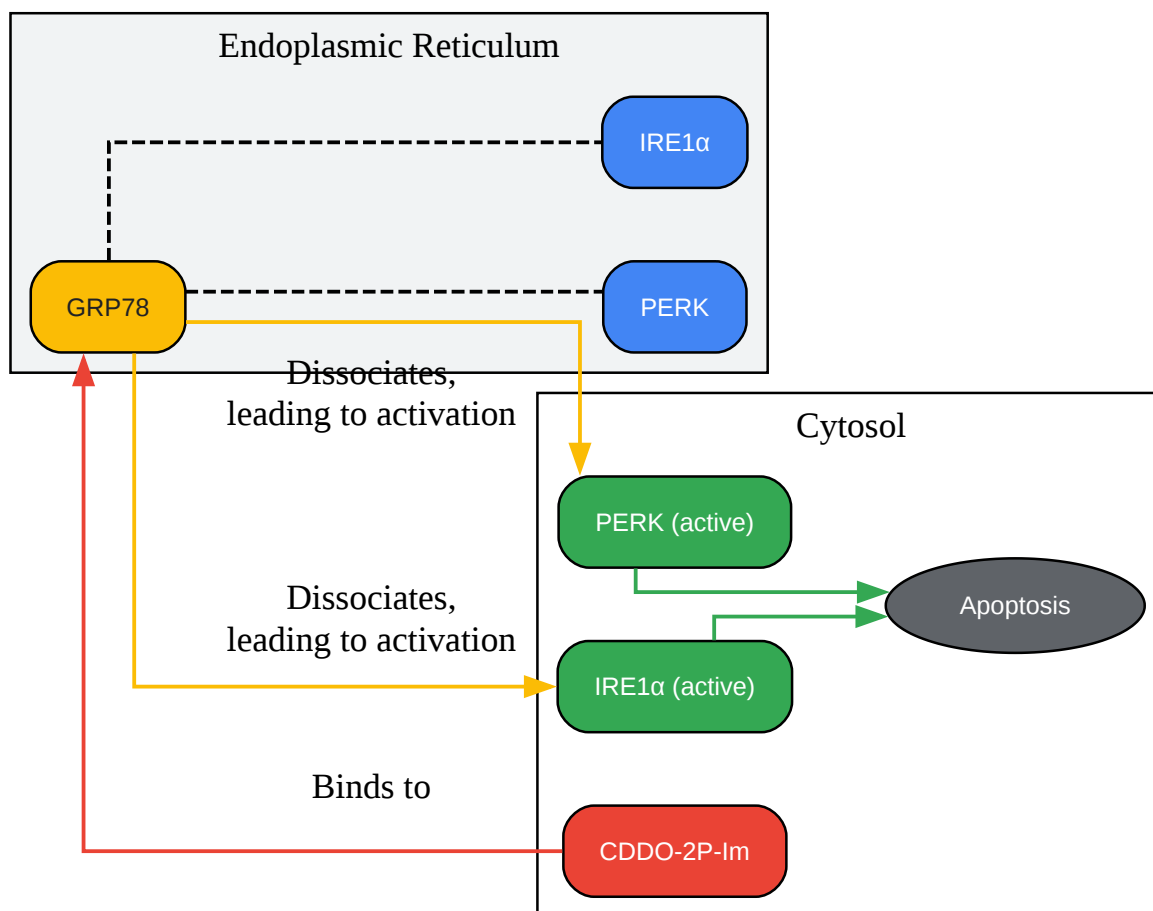 Endoplasmic Reticulum
IRE1α
GRP78
PERK
Dissociates,
leading to activation
Cytosol
PERK (active)
Dissociates,
leading to activation
Apoptosis
IRE1α (active)
Binds to
CDDO-2P-Im